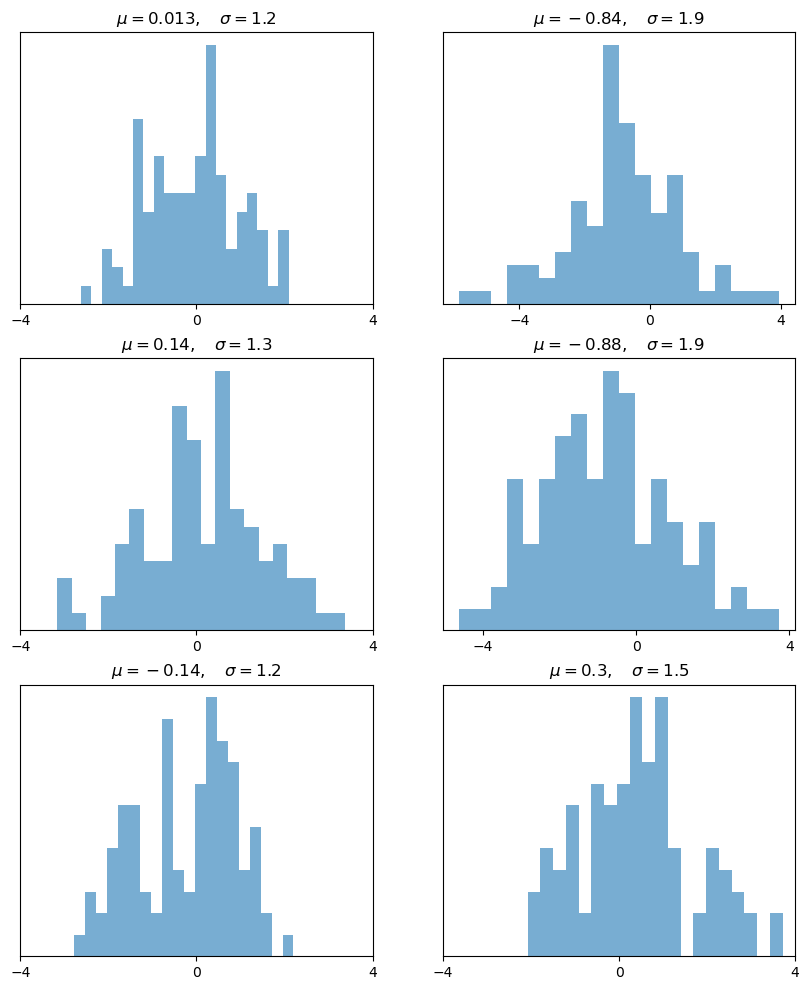 μ = 0.013,   σ = 1.2
μ = −0.84,   σ = 1.9
−4 0 4
−4 0 4
μ = 0.14,   σ = 1.3
μ = −0.88,   σ = 1.9
−4 0 4
−4 0 4
μ = −0.14,   σ = 1.2
μ = 0.3,   σ = 1.5
−4 0 4
−4 0 4